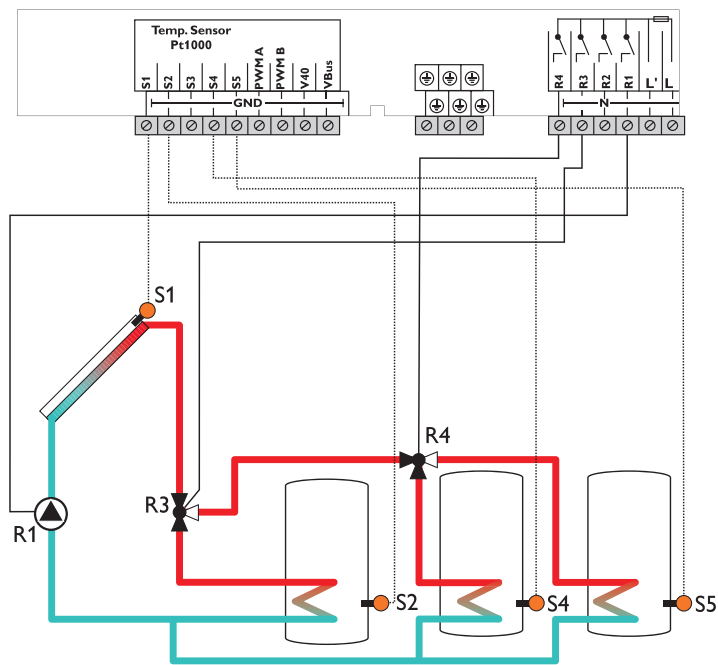 Temp. Sensor
Pt1000
S1 S2 S3 S4 S5 PWM A PWM B V40 VBus
GND
R4 R3 R2 R1 L' L
N
S1
R4
R3
R1
S2
S4
S5